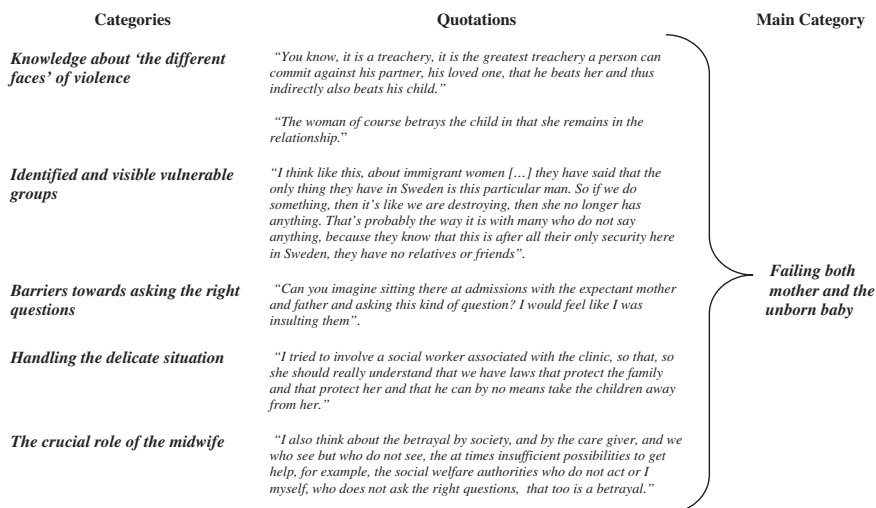 Categories
Quotations
Main Category
Knowledge about ‘the different
faces’ of violence
“You know, it is a treachery, it is the greatest treachery a person can
commit against his partner, his loved one, that he beats her and thus
indirectly also beats his child.”
“The woman of course betrays the child in that she remains in the
relationship.”
Identified and visible vulnerable
groups
“I think like this, about immigrant women […] they have said that the
only thing they have in Sweden is this particular man. So if we do
something, then it’s like we are destroying, then she no longer has
anything. That’s probably the way it is with many who do not say
anything, because they know that this is after all their only security here
in Sweden, they have no relatives or friends”.
Barriers towards asking the right
questions
“Can you imagine sitting there at admissions with the expectant mother
and father and asking this kind of question? I would feel like I was
insulting them”.
Handling the delicate situation
“I tried to involve a social worker associated with the clinic, so that, so
she should really understand that we have laws that protect the family
and that protect her and that he can by no means take the children away
from her.”
The crucial role of the midwife
“I also think about the betrayal by society, and by the care giver, and we
who see but who do not see, the at times insufficient possibilities to get
help, for example, the social welfare authorities who do not act or I
myself, who does not ask the right questions, that too is a betrayal.”
Failing both
mother and the
unborn baby